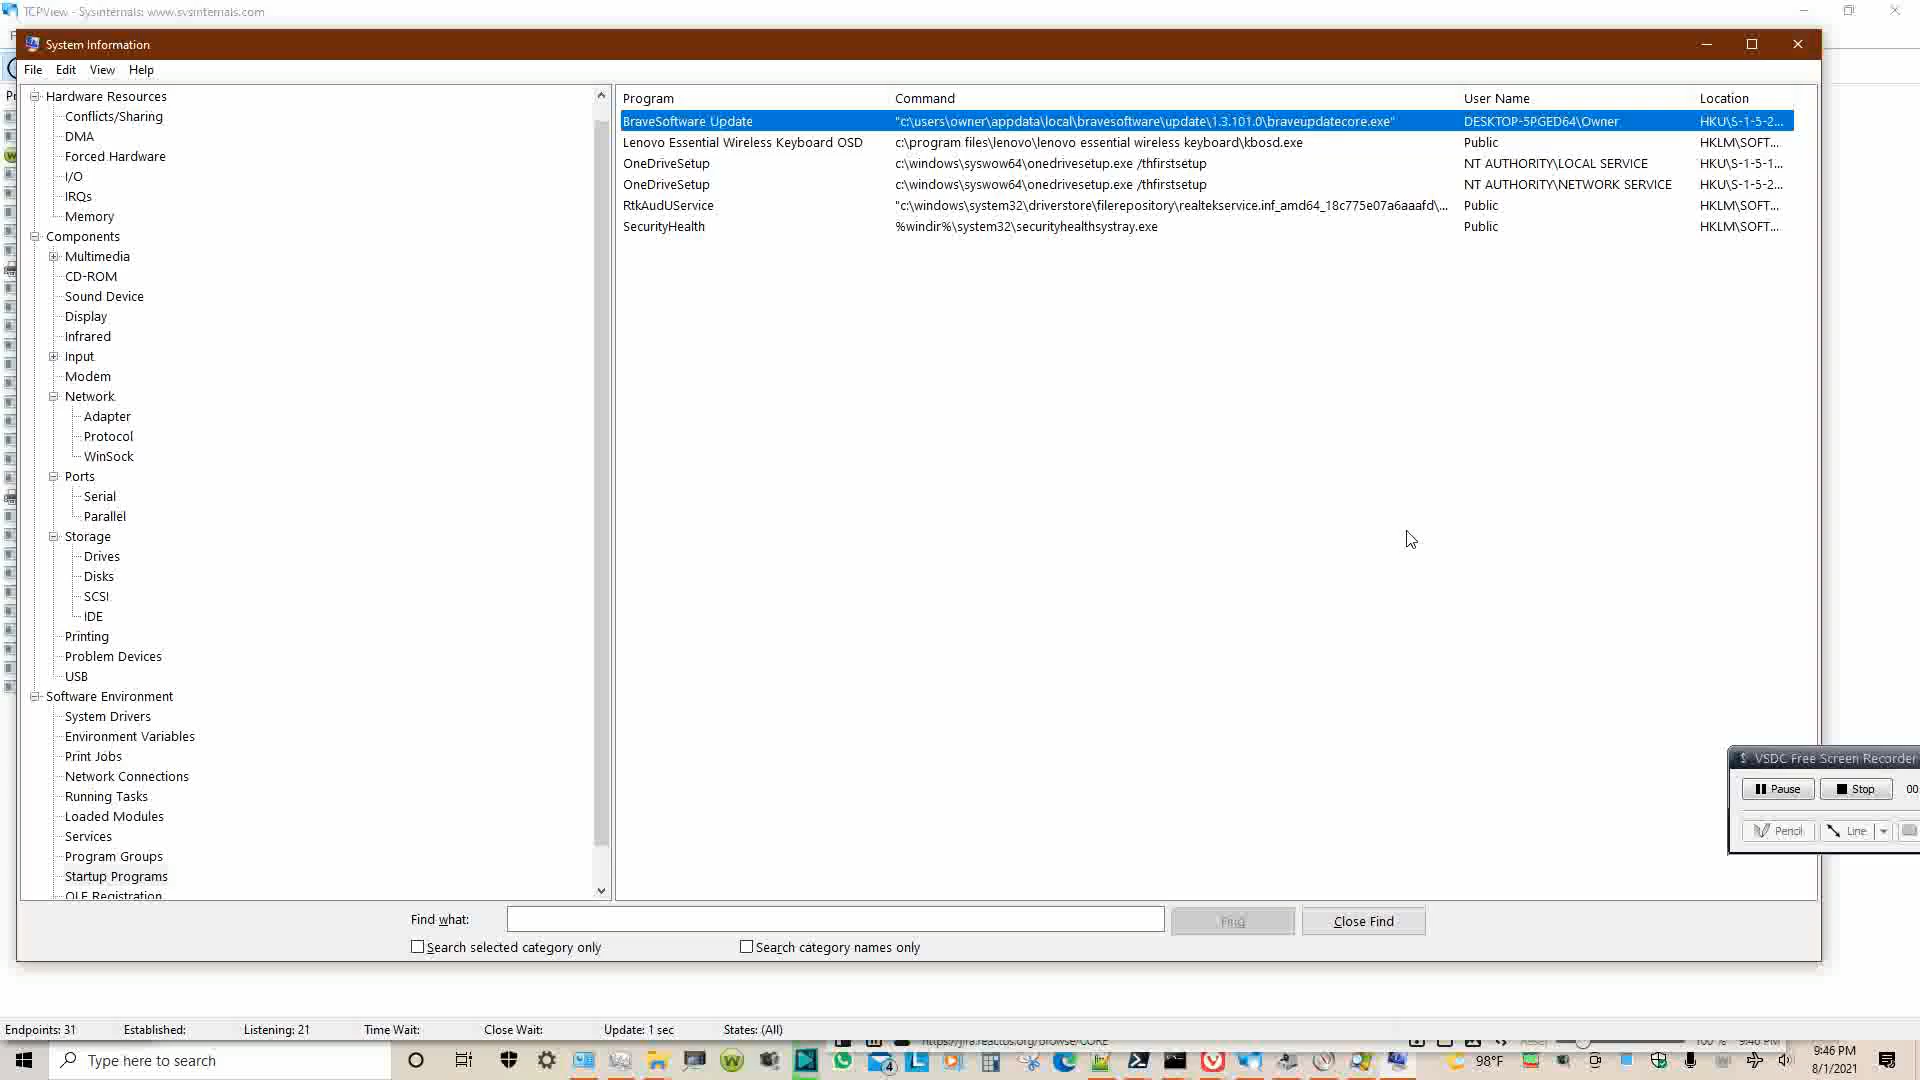 TCPView - Sysinternals: www.sysinternals.com
System Information
File Edit View Help
Program Command User Name Location
BraveSoftware Update "c:\users\owner\appdata\local\bravesoftware\update\1.3.101.0\braveupdatecore.exe" DESKTOP-5PGED64\Owner HKU\S-1-5-2...
Lenovo Essential Wireless Keyboard OSD c:\program files\lenovo\lenovo essential wireless keyboard\kbosd.exe Public HKLM\SOFT...
OneDriveSetup c:\windows\syswow64\onedrivesetup.exe /thfirstsetup NT AUTHORITY\LOCAL SERVICE HKU\S-1-5-1...
OneDriveSetup c:\windows\syswow64\onedrivesetup.exe /thfirstsetup NT AUTHORITY\NETWORK SERVICE HKU\S-1-5-2...
RtkAudUService "c:\windows\system32\driverstore\filerepository\realtekservice.inf_amd64_18c775e07a6aaafd\... Public HKLM\SOFT...
SecurityHealth %windir%\system32\securityhealthsystray.exe Public HKLM\SOFT...
Hardware Resources
Conflicts/Sharing
DMA
Forced Hardware
I/O
IRQs
Memory
Components
Multimedia
CD-ROM
Sound Device
Display
Infrared
Input
Modem
Network
Adapter
Protocol
WinSock
Ports
Serial
Parallel
Storage
Drives
Disks
SCSI
IDE
Printing
Problem Devices
USB
Software Environment
System Drivers
Environment Variables
Print Jobs
Network Connections
Running Tasks
Loaded Modules
Services
Program Groups
Startup Programs
OLE Registration
VSDC Free Screen Recorder
Pause Stop 00
Pencil Line
Find what: Find Close Find
Search selected category only Search category names only
Endpoints: 31 Established: Listening: 21 Time Wait: Close Wait: Update: 1 sec States: (All)
https://jira.reactos.org/browse/CORE
Type here to search
4
98°F
9:46 PM
8/1/2021